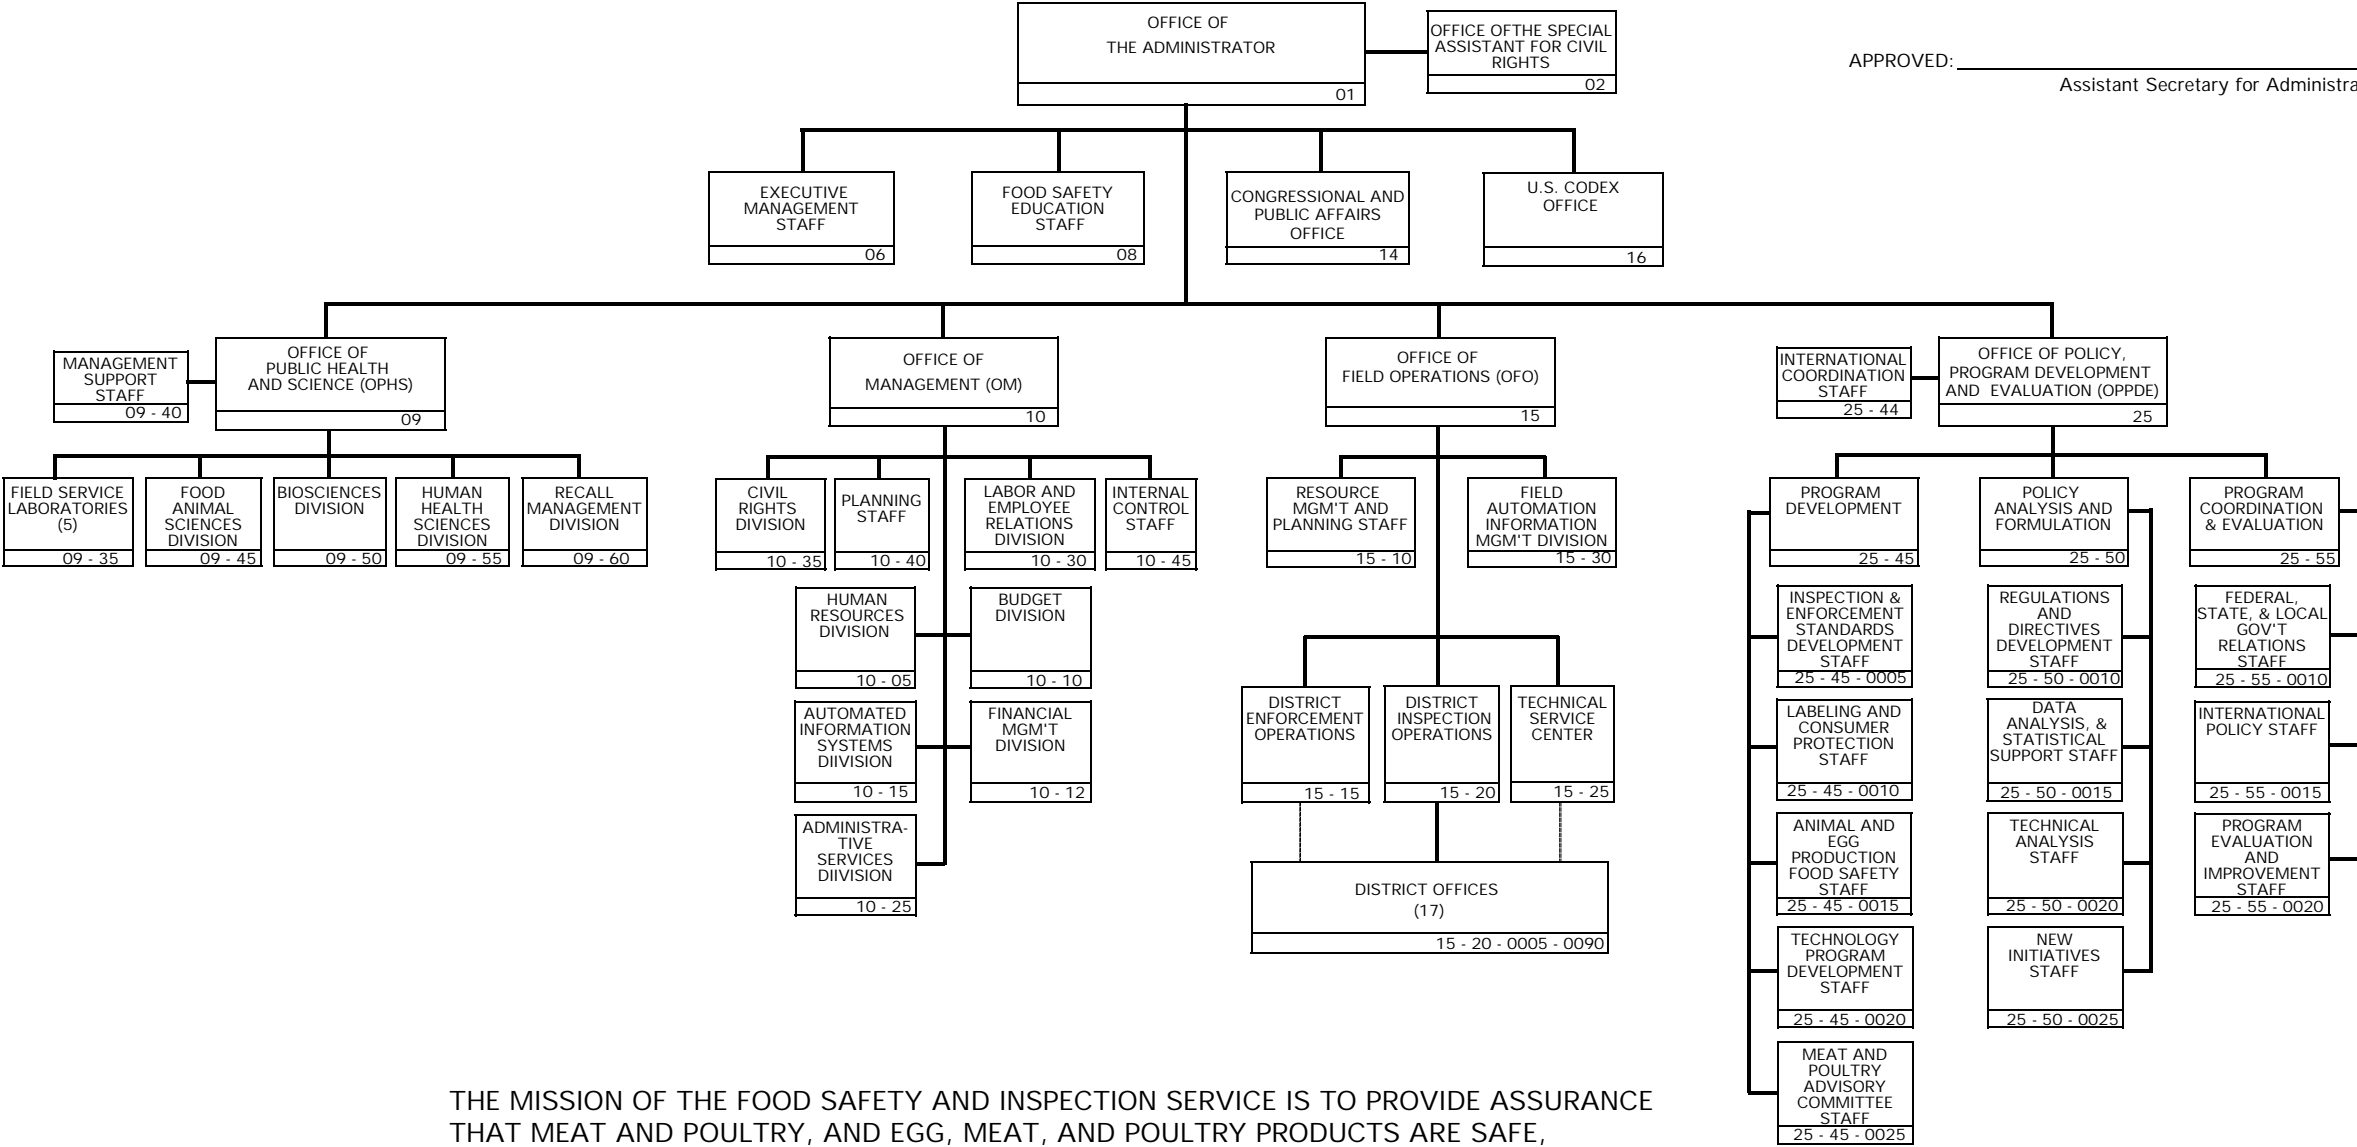 OFFICE OF
THE ADMINISTRATOR
01
OFFICE OFTHE SPECIAL
ASSISTANT FOR CIVIL
RIGHTS
02
APPROVED:
Assistant Secretary for Administra
EXECUTIVE
MANAGEMENT
STAFF
06
FOOD SAFETY
EDUCATION
STAFF
08
CONGRESSIONAL AND
PUBLIC AFFAIRS
OFFICE
14
U.S. CODEX
OFFICE
16
MANAGEMENT
SUPPORT
STAFF
09 - 40
OFFICE OF
PUBLIC HEALTH
AND SCIENCE (OPHS)
09
OFFICE OF
MANAGEMENT (OM)
10
OFFICE OF
FIELD OPERATIONS (OFO)
15
INTERNATIONAL
COORDINATION
STAFF
25 - 44
OFFICE OF POLICY,
PROGRAM DEVELOPMENT
AND EVALUATION (OPPDE)
25
FIELD SERVICE
LABORATORIES
(5)
09 - 35
FOOD
ANIMAL
SCIENCES
DIVISION
09 - 45
BIOSCIENCES
DIVISION
09 - 50
HUMAN
HEALTH
SCIENCES
DIVISION
09 - 55
RECALL
MANAGEMENT
DIVISION
09 - 60
CIVIL
RIGHTS
DIVISION
10 - 35
PLANNING
STAFF
10 - 40
LABOR AND
EMPLOYEE
RELATIONS
DIVISION
10 - 30
INTERNAL
CONTROL
STAFF
10 - 45
HUMAN
RESOURCES
DIVISION
10 - 05
BUDGET
DIVISION
10 - 10
AUTOMATED
INFORMATION
SYSTEMS
DIIVISION
10 - 15
FINANCIAL
MGM'T
DIVISION
10 - 12
ADMINISTRA-
TIVE
SERVICES
DIIVISION
10 - 25
RESOURCE
MGM'T AND
PLANNING STAFF
15 - 10
FIELD
AUTOMATION
INFORMATION
MGM'T DIVISION
15 - 30
DISTRICT
ENFORCEMENT
OPERATIONS
15 - 15
DISTRICT
INSPECTION
OPERATIONS
15 - 20
TECHNICAL
SERVICE
CENTER
15 - 25
DISTRICT OFFICES
(17)
15 - 20 - 0005 - 0090
PROGRAM
DEVELOPMENT
25 - 45
INSPECTION &
ENFORCEMENT
STANDARDS
DEVELOPMENT
STAFF
25 - 45 - 0005
LABELING AND
CONSUMER
PROTECTION
STAFF
25 - 45 - 0010
ANIMAL AND
EGG
PRODUCTION
FOOD SAFETY
STAFF
25 - 45 - 0015
TECHNOLOGY
PROGRAM
DEVELOPMENT
STAFF
25 - 45 - 0020
MEAT AND
POULTRY
ADVISORY
COMMITTEE
STAFF
25 - 45 - 0025
POLICY
ANALYSIS AND
FORMULATION
25 - 50
REGULATIONS
AND
DIRECTIVES
DEVELOPMENT
STAFF
25 - 50 - 0010
DATA
ANALYSIS, &
STATISTICAL
SUPPORT STAFF
25 - 50 - 0015
TECHNICAL
ANALYSIS
STAFF
25 - 50 - 0020
NEW
INITIATIVES
STAFF
25 - 50 - 0025
PROGRAM
COORDINATION
& EVALUATION
25 - 55
FEDERAL,
STATE, & LOCAL
GOV'T
RELATIONS
STAFF
25 - 55 - 0010
INTERNATIONAL
POLICY STAFF
25 - 55 - 0015
PROGRAM
EVALUATION
AND
IMPROVEMENT
STAFF
25 - 55 - 0020
THE MISSION OF THE FOOD SAFETY AND INSPECTION SERVICE IS TO PROVIDE ASSURANCE
THAT MEAT AND POULTRY, AND EGG, MEAT, AND POULTRY PRODUCTS ARE SAFE,